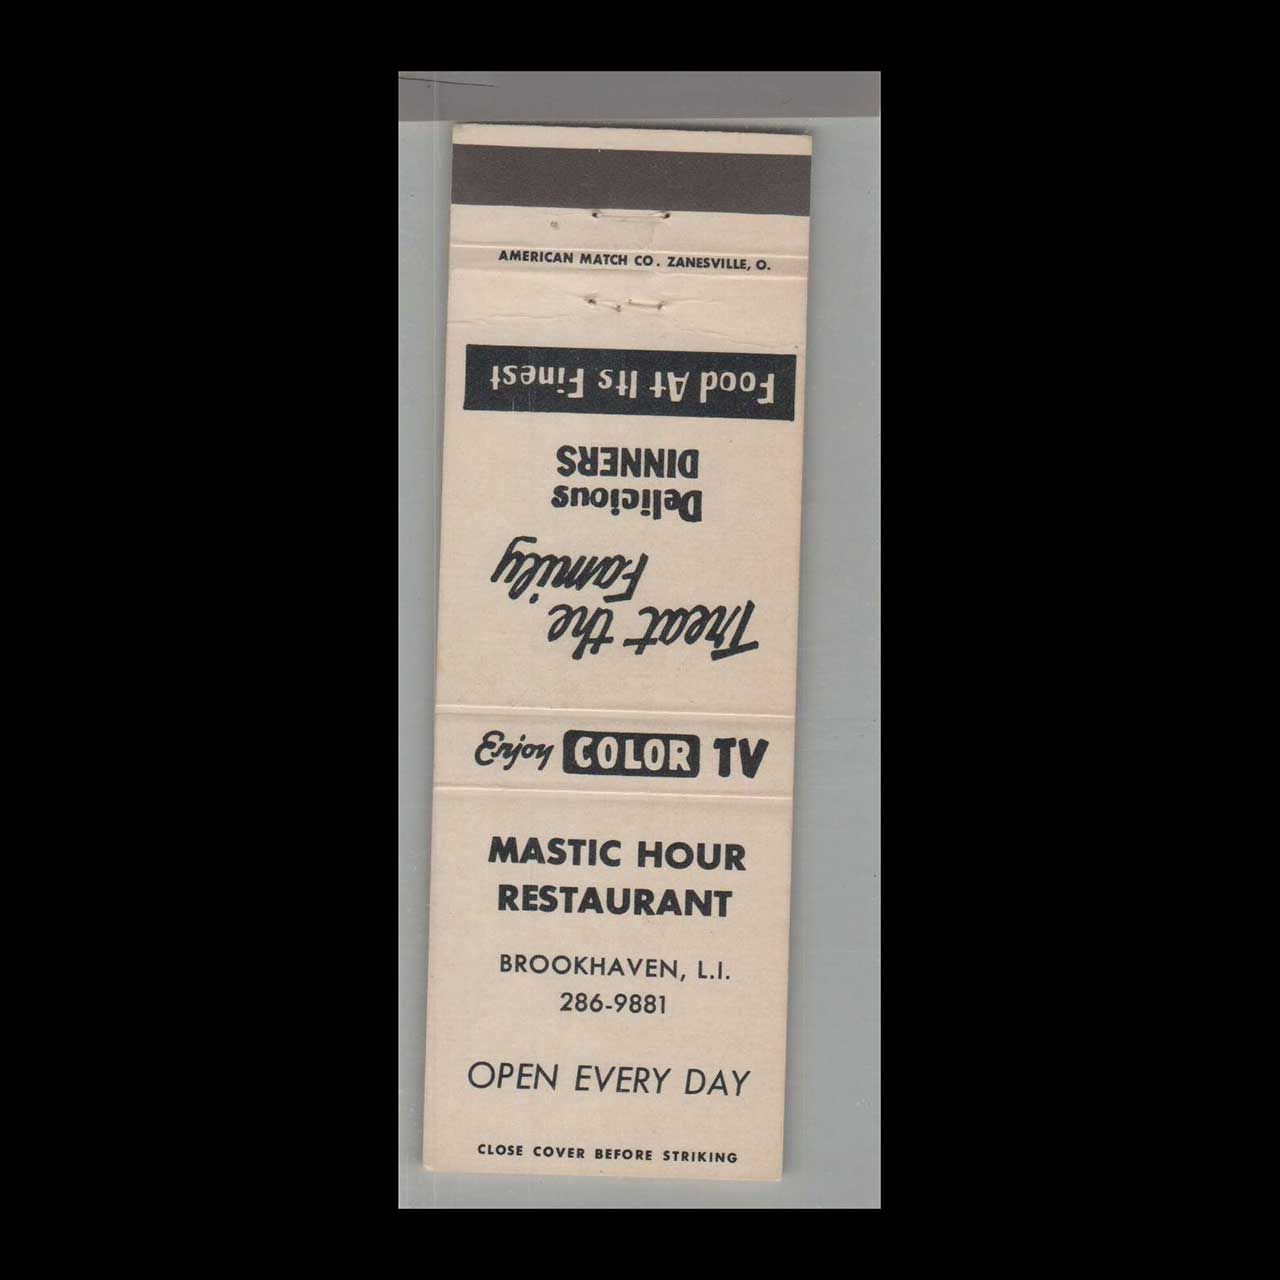 AMERICAN MATCH CO. ZANESVILLE, O.
Treat the
Family
Delicious
DINNERS
Food At Its Finest
Enjoy COLOR TV
MASTIC HOUR
RESTAURANT
BROOKHAVEN, L.I.
286-9881
OPEN EVERY DAY
CLOSE COVER BEFORE STRIKING